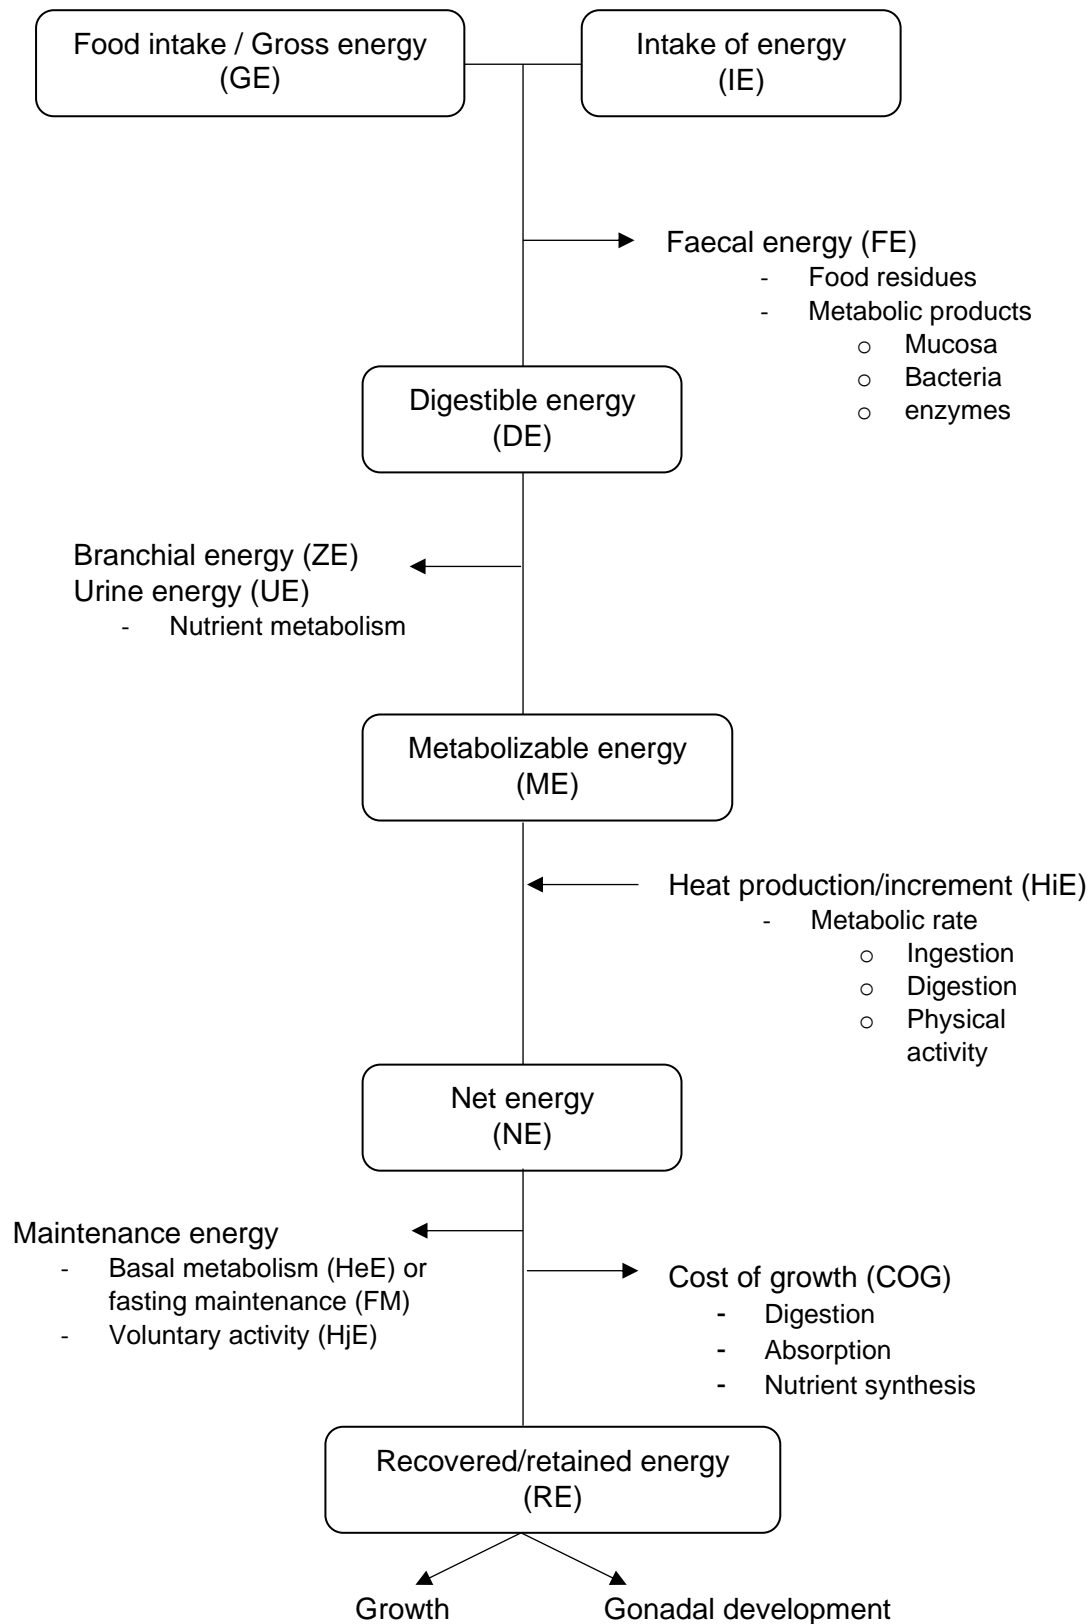 Food intake / Gross energy
(GE)
Intake of energy
(IE)
Faecal energy (FE)
- Food residues
- Metabolic products
o Mucosa
o Bacteria
o enzymes
Digestible energy
(DE)
Branchial energy (ZE)
Urine energy (UE)
- Nutrient metabolism
Metabolizable energy
(ME)
Heat production/increment (HiE)
- Metabolic rate
o Ingestion
o Digestion
o Physical
activity
Net energy
(NE)
Maintenance energy
- Basal metabolism (HeE) or
fasting maintenance (FM)
- Voluntary activity (HjE)
Cost of growth (COG)
- Digestion
- Absorption
- Nutrient synthesis
Recovered/retained energy
(RE)
Growth
Gonadal development